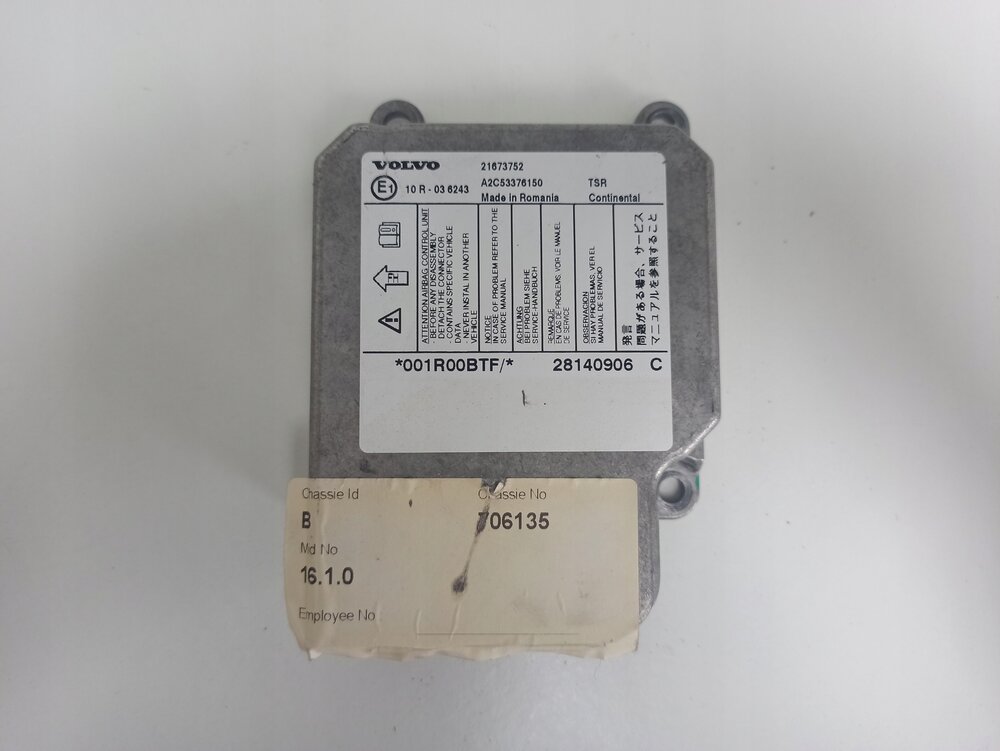 VOLVO 21673752
E1 10 R - 03 6243 A2C53376150 TSR
Made in Romania Continental
ATTENTION AIRBAG CONTROL UNIT
- BEFORE ANY DISASSEMBLY
DETACH THE CONNECTOR
- CONTAINS SPECIFIC VEHICLE
DATA
- NEVER INSTAL IN ANOTHER
VEHICLE
NOTICE
IN CASE OF PROBLEM REFER TO THE
SERVICE MANUAL
ACHTUNG
BEI PROBLEM SIEHE
SERVICE-HANDBUCH
REMARQUE
EN CAS DE PROBLEMS, VOIR LE MANUEL
DE SERVICE
OBSERVACION
SI HAY PROBLEMAS, VER EL
MANUAL DE SERVICIO
発言
問題がある場合、サービス
マニュアルを参照すること
*001R00BTF/* 28140906 C
Chassie Id Chassie No
B 706135
Md No
16.1.0
Employee No